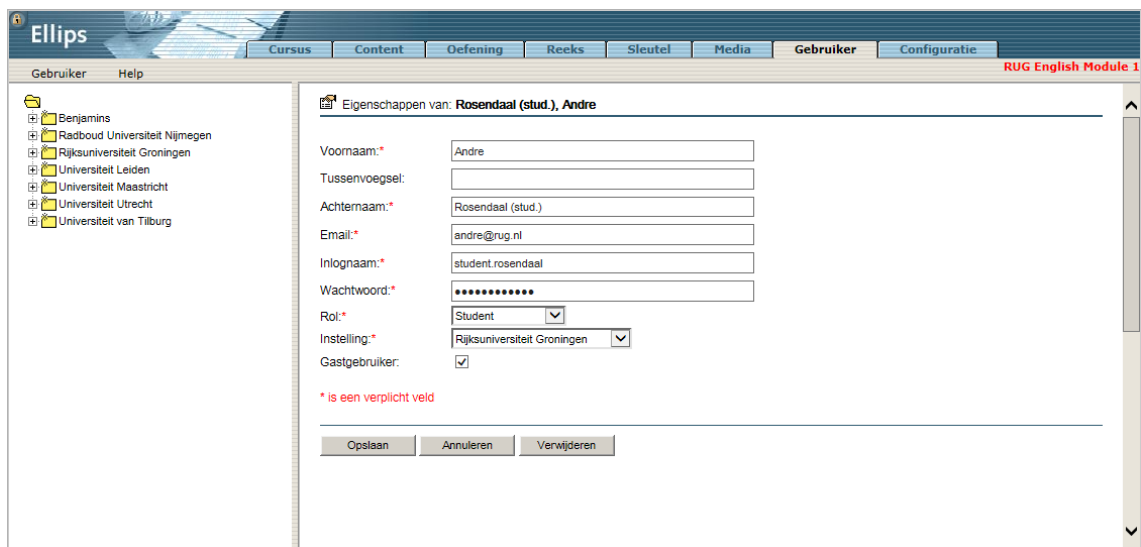 Ellips
Cursus Content Oefening Reeks Sleutel Media Gebruiker Configuratie
Gebruiker Help
RUG English Module 1
Benjamins
Radboud Universiteit Nijmegen
Rijksuniversiteit Groningen
Universiteit Leiden
Universiteit Maastricht
Universiteit Utrecht
Universiteit van Tilburg
Eigenschappen van: Rosendaal (stud.), Andre
Voornaam:* Andre
Tussenvoegsel:
Achternaam:* Rosendaal (stud.)
Email:* andre@rug.nl
Inlognaam:* student.rosendaal
Wachtwoord:* ••••••••••••
Rol:* Student
Instelling:* Rijksuniversiteit Groningen
Gastgebruiker:
* is een verplicht veld
Opslaan Annuleren Verwijderen